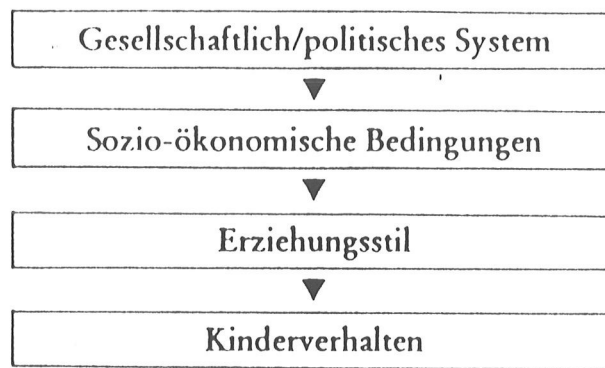 Gesellschaftlich/politisches System
Sozio-ökonomische Bedingungen
Erziehungsstil
Kinderverhalten